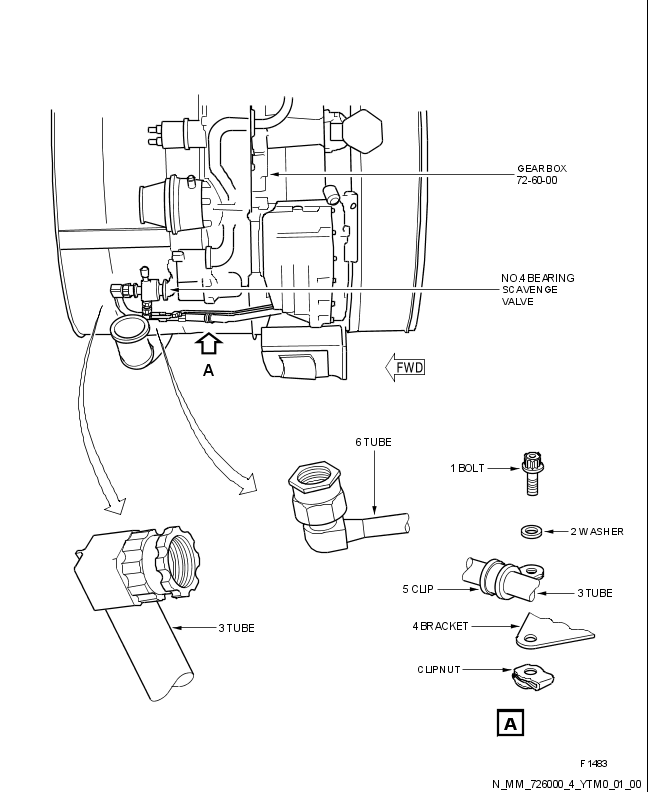 GEARBOX
72-60-00
NO.4 BEARING
SCAVENGE
VALVE
A
FWD
6 TUBE
1 BOLT
2 WASHER
5 CLIP
3 TUBE
4 BRACKET
3 TUBE
CLIPNUT
A
F1483
N_MM_726000_4_YTM0_01_00